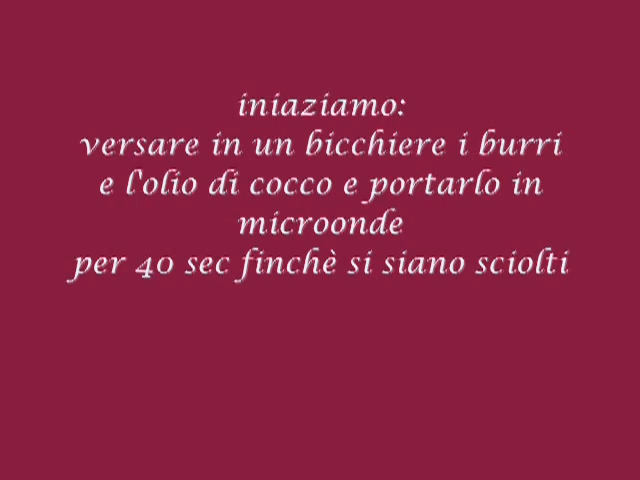 iniaziamo:
versare in un bicchiere i burri
e l'olio di cocco e portarlo in
microonde
per 40 sec finchè si siano sciolti